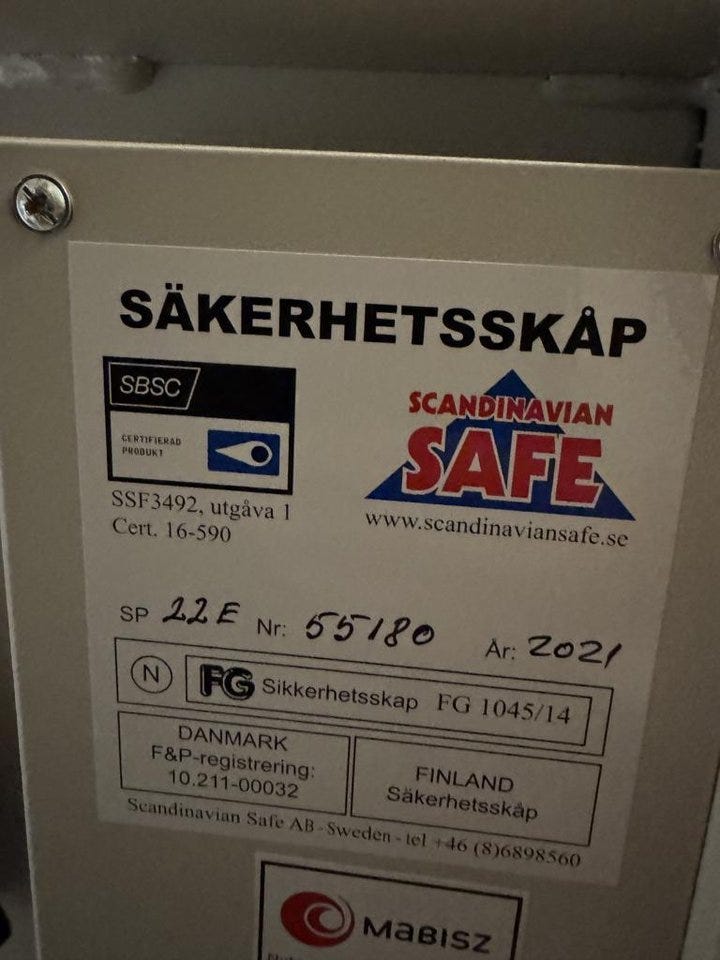 SÄKERHETSSKÅP
SBSC
CERTIFIERAD
PRODUKT
SSF3492, utgåva 1
Cert. 16-590
SCANDINAVIAN
SAFE
www.scandinaviansafe.se
SP 22E Nr: 55180 År: 2021
N FG Sikkerhetsskap FG 1045/14
DANMARK
F&P-registrering:
10.211-00032
FINLAND
Säkerhetsskåp
Scandinavian Safe AB - Sweden - tel +46 (8)6898560
MABISZ